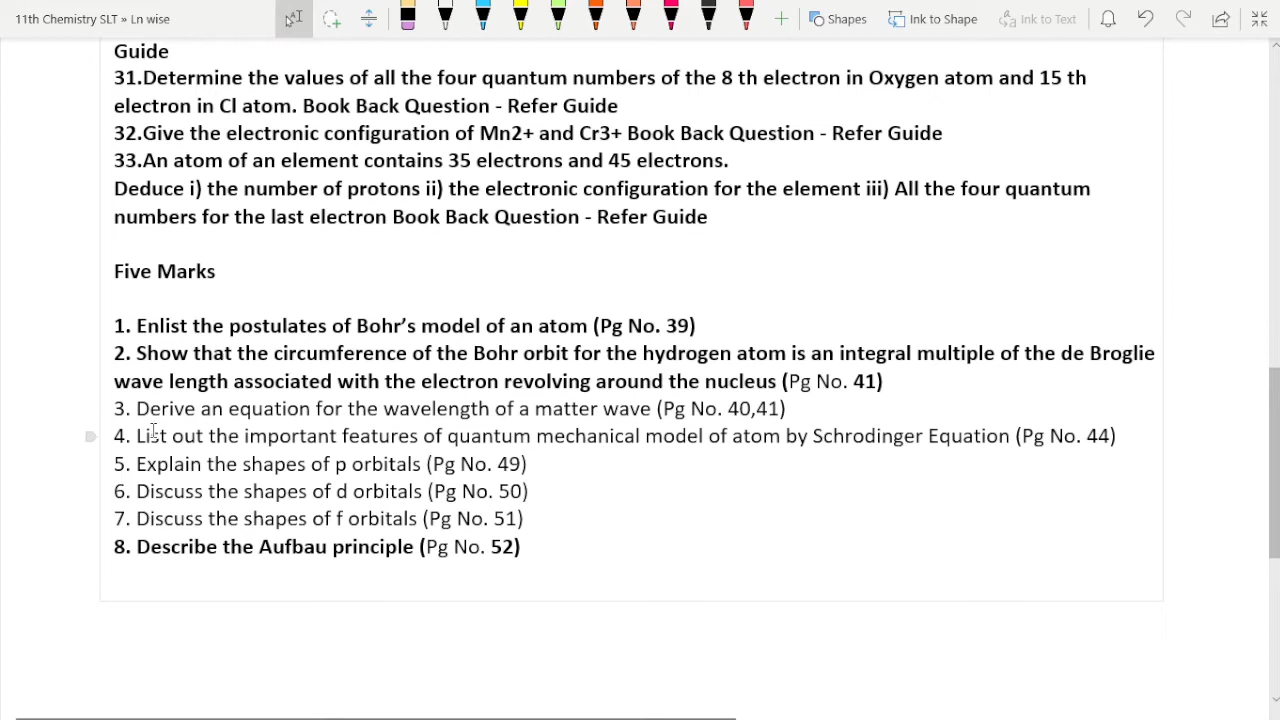 11th Chemistry SLT » Ln wise
Shapes
Ink to Shape
Ink to Text
Guide
31.Determine the values of all the four quantum numbers of the 8 th electron in Oxygen atom and 15 th
electron in Cl atom. Book Back Question - Refer Guide
32.Give the electronic configuration of Mn2+ and Cr3+ Book Back Question - Refer Guide
33.An atom of an element contains 35 electrons and 45 electrons.
Deduce i) the number of protons ii) the electronic configuration for the element iii) All the four quantum
numbers for the last electron Book Back Question - Refer Guide
Five Marks
1. Enlist the postulates of Bohr’s model of an atom (Pg No. 39)
2. Show that the circumference of the Bohr orbit for the hydrogen atom is an integral multiple of the de Broglie
wave length associated with the electron revolving around the nucleus (Pg No. 41)
3. Derive an equation for the wavelength of a matter wave (Pg No. 40,41)
4. List out the important features of quantum mechanical model of atom by Schrodinger Equation (Pg No. 44)
5. Explain the shapes of p orbitals (Pg No. 49)
6. Discuss the shapes of d orbitals (Pg No. 50)
7. Discuss the shapes of f orbitals (Pg No. 51)
8. Describe the Aufbau principle (Pg No. 52)